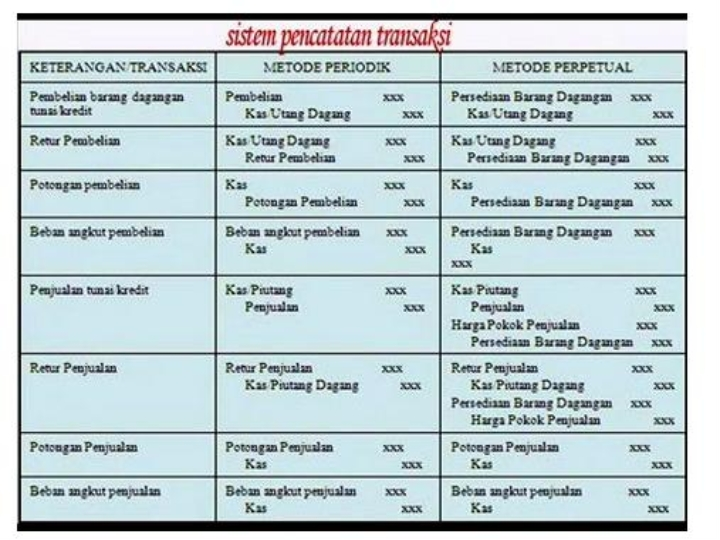 sistem pencatatan transaksi
KETERANGAN/TRANSAKSI METODE PERIODIK METODE PERPETUAL
Pembelian barang dagangan tunai/kredit
Pembelian xxx
Kas/Utang Dagang xxx
Persediaan Barang Dagangan xxx
Kas/Utang Dagang xxx
Retur Pembelian
Kas/Utang Dagang xxx
Retur Pembelian xxx
Kas/Utang Dagang xxx
Persediaan Barang Dagangan xxx
Potongan pembelian
Kas xxx
Potongan Pembelian xxx
Kas xxx
Persediaan Barang Dagangan xxx
Beban angkut pembelian
Beban angkut pembelian xxx
Kas xxx
Persediaan Barang Dagangan xxx
Kas
xxx
Penjualan tunai/kredit
Kas/Piutang xxx
Penjualan xxx
Kas/Piutang xxx
Penjualan xxx
Harga Pokok Penjualan xxx
Persediaan Barang Dagangan xxx
Retur Penjualan
Retur Penjualan xxx
Kas/Piutang Dagang xxx
Retur Penjualan xxx
Kas/Piutang Dagang xxx
Persediaan Barang Dagangan xxx
Harga Pokok Penjualan xxx
Potongan Penjualan
Potongan Penjualan xxx
Kas xxx
Potongan Penjualan xxx
Kas xxx
Beban angkut penjualan
Beban angkut penjualan xxx
Kas xxx
Beban angkut penjualan xxx
Kas xxx